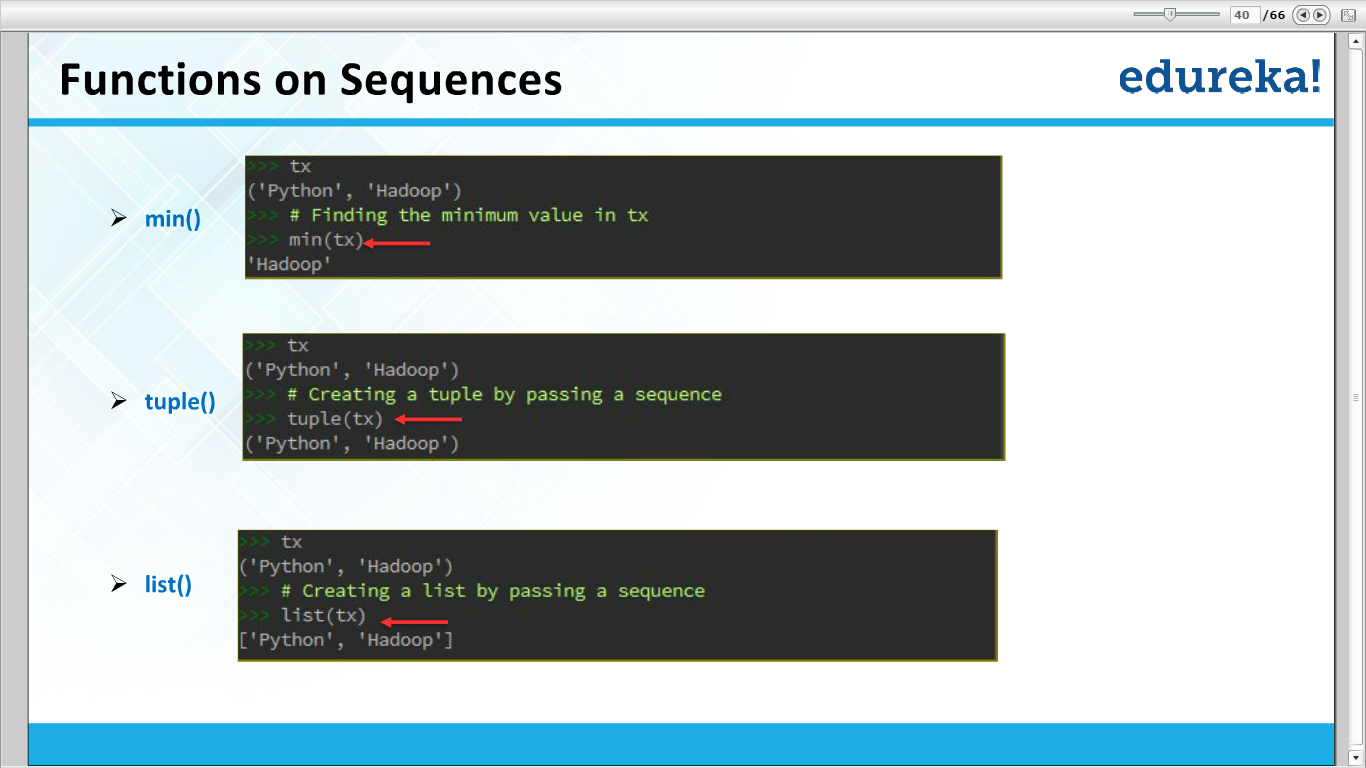 40 /66
Functions on Sequences
edureka!
min()
>>> tx
('Python', 'Hadoop')
>>> # Finding the minimum value in tx
>>> min(tx)
'Hadoop'
tuple()
>>> tx
('Python', 'Hadoop')
>>> # Creating a tuple by passing a sequence
>>> tuple(tx)
('Python', 'Hadoop')
list()
>>> tx
('Python', 'Hadoop')
>>> # Creating a list by passing a sequence
>>> list(tx)
['Python', 'Hadoop']